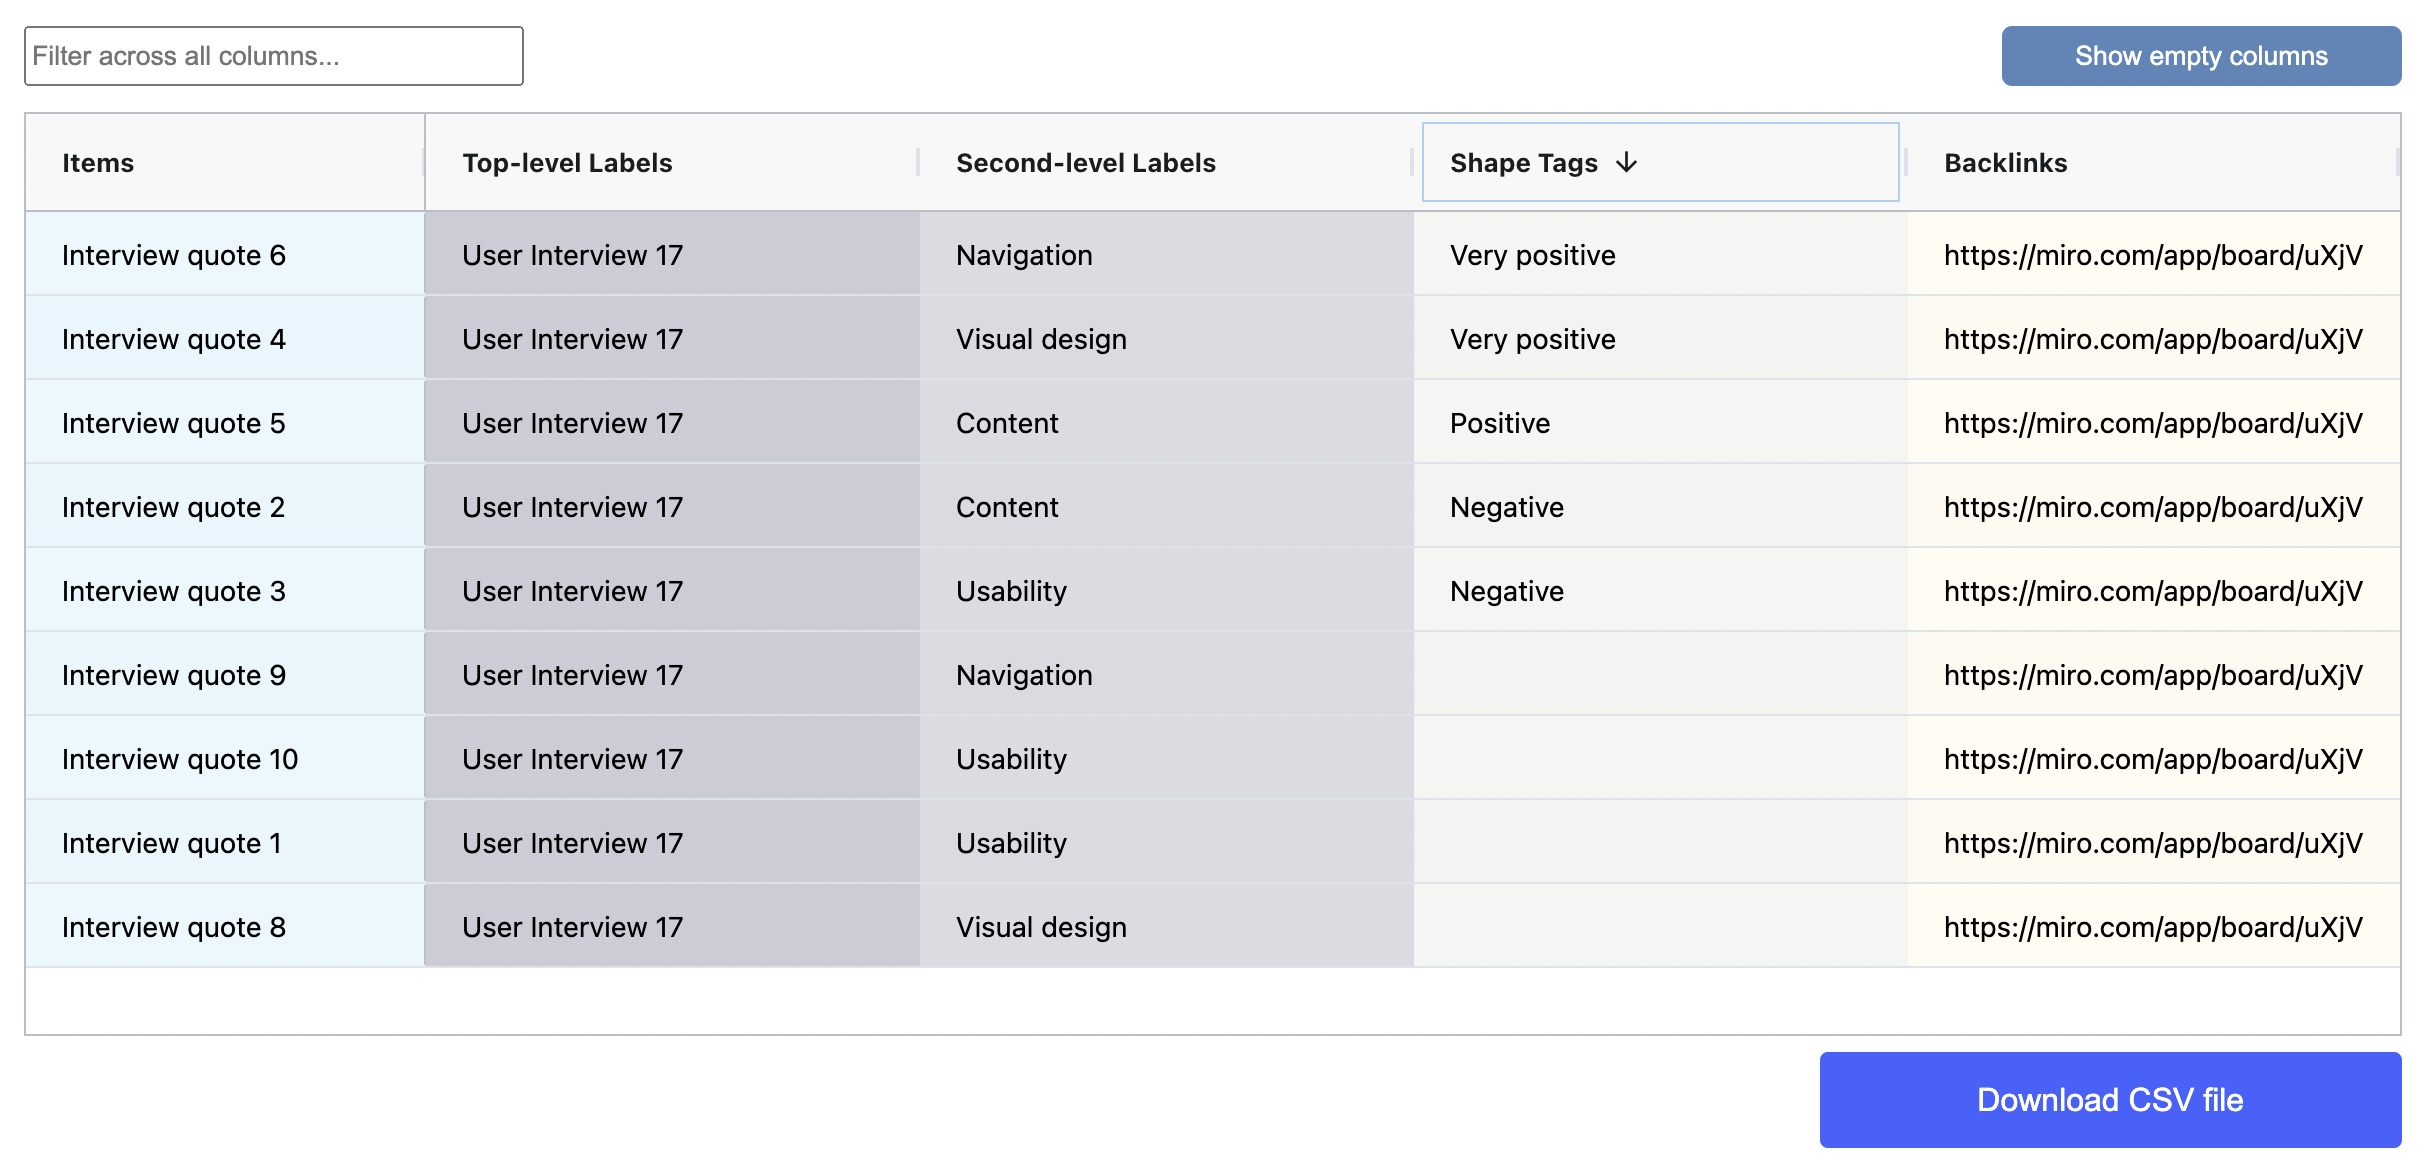 Filter across all columns...
Show empty columns
Items Top-level Labels Second-level Labels Shape Tags ↓ Backlinks
Interview quote 6 User Interview 17 Navigation Very positive https://miro.com/app/board/uXjV
Interview quote 4 User Interview 17 Visual design Very positive https://miro.com/app/board/uXjV
Interview quote 5 User Interview 17 Content Positive https://miro.com/app/board/uXjV
Interview quote 2 User Interview 17 Content Negative https://miro.com/app/board/uXjV
Interview quote 3 User Interview 17 Usability Negative https://miro.com/app/board/uXjV
Interview quote 9 User Interview 17 Navigation https://miro.com/app/board/uXjV
Interview quote 10 User Interview 17 Usability https://miro.com/app/board/uXjV
Interview quote 1 User Interview 17 Usability https://miro.com/app/board/uXjV
Interview quote 8 User Interview 17 Visual design https://miro.com/app/board/uXjV
Download CSV file